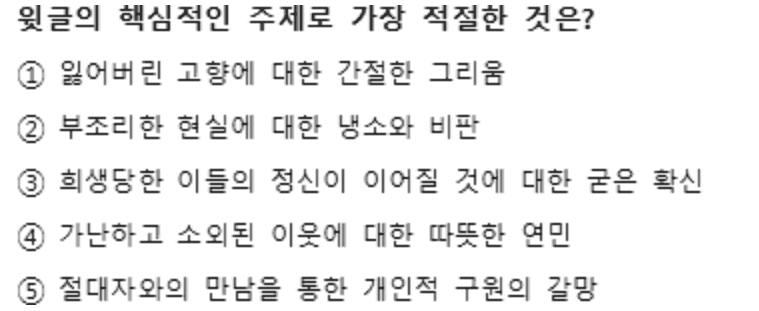 윗글의 핵심적인 주제로 가장 적절한 것은?
① 잃어버린 고향에 대한 간절한 그리움
② 부조리한 현실에 대한 냉소와 비판
③ 희생당한 이들의 정신이 이어질 것에 대한 굳은 확신
④ 가난하고 소외된 이웃에 대한 따뜻한 연민
⑤ 절대자와의 만남을 통한 개인적 구원의 갈망